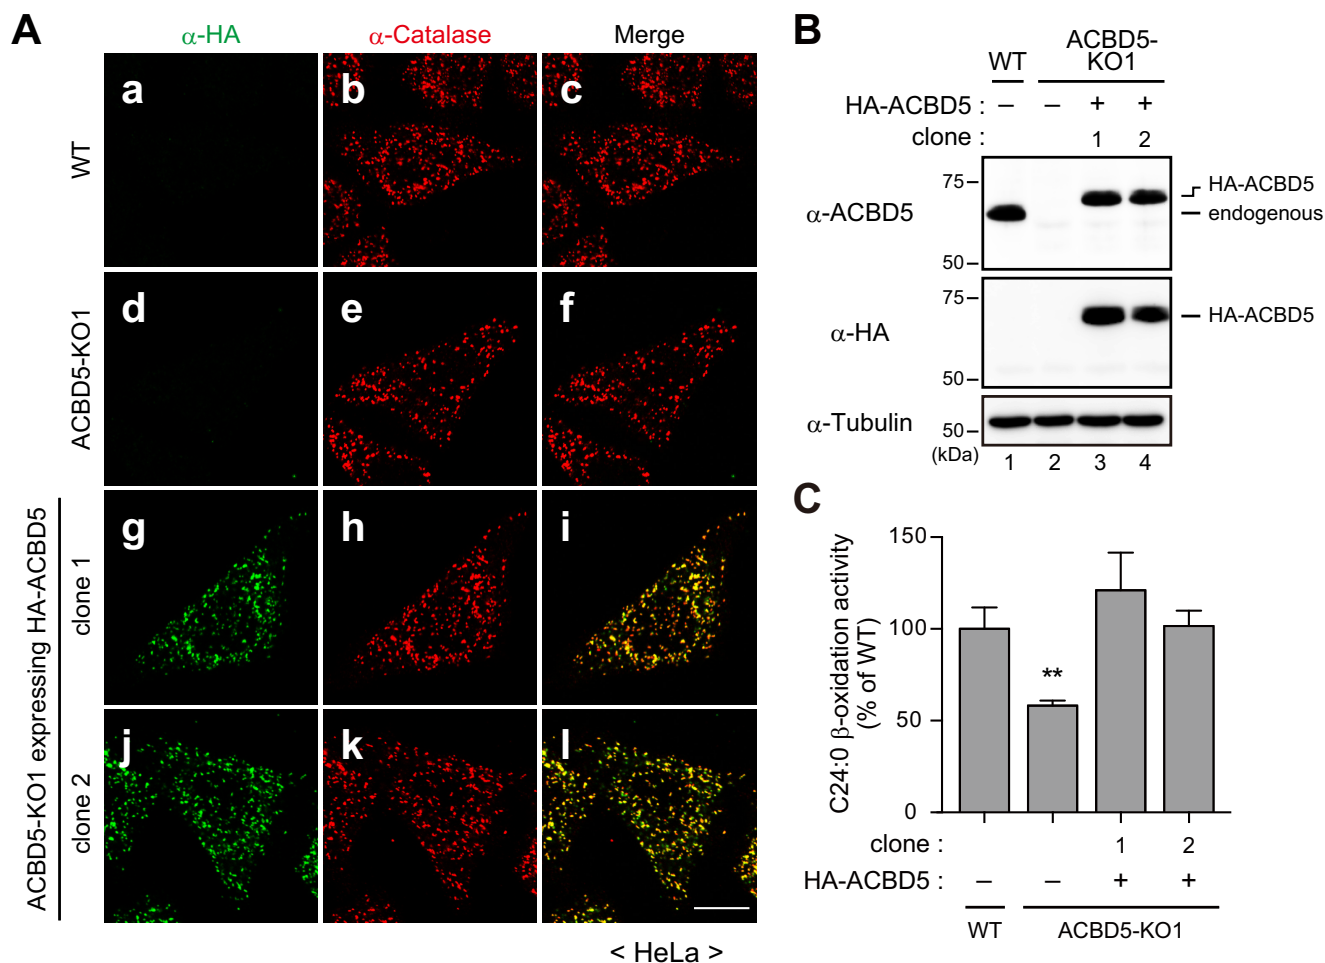 A
α-HA
α-Catalase
Merge
WT
a
b
c
ACBD5-KO1
d
e
f
ACBD5-KO1 expressing HA-ACBD5
clone 1
g
h
i
clone 2
j
k
l
< HeLa >
B
WT
ACBD5-
KO1
HA-ACBD5 : – – + +
clone : 1 2
α-ACBD5
75
50
HA-ACBD5
endogenous
α-HA
75
50
HA-ACBD5
α-Tubulin
50
(kDa)
1 2 3 4
C
C24:0 β-oxidation activity
(% of WT)
150
100
50
0
**
clone : 1 2
HA-ACBD5 : – – + +
WT
ACBD5-KO1